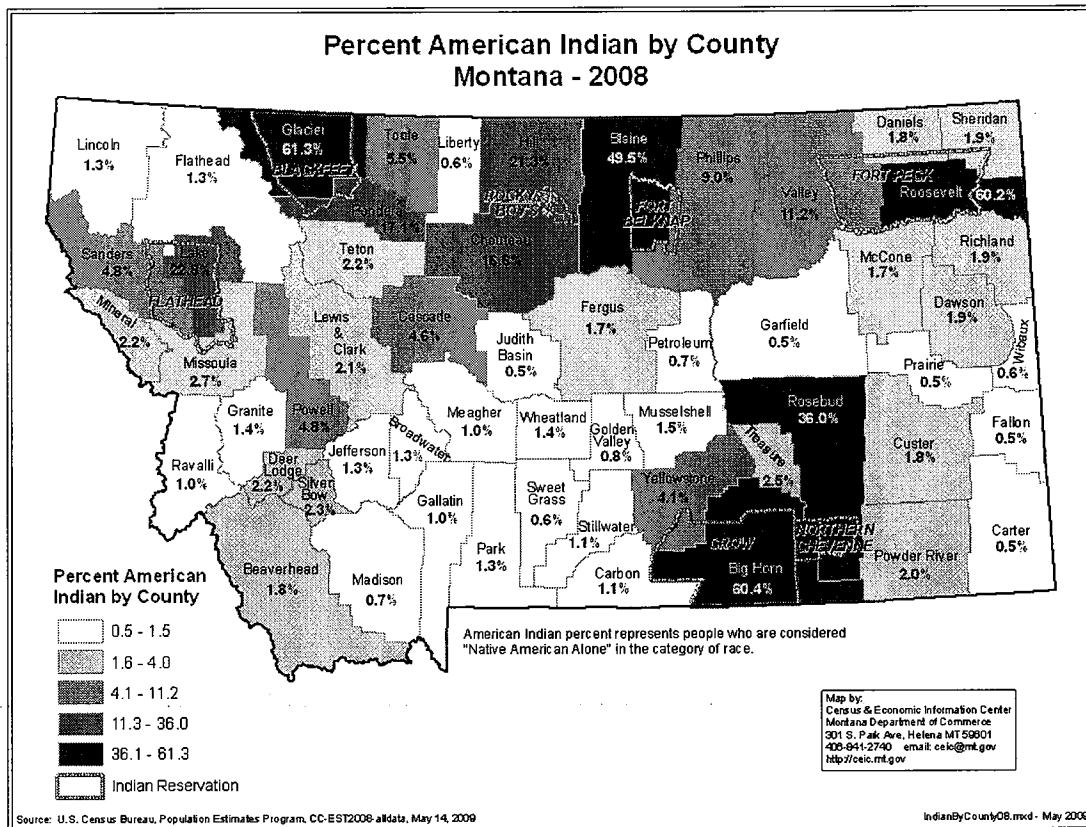 Percent American Indian by County
Montana - 2008
Lincoln
1.3%
Flathead
1.3%
Glacier
61.3%
BLACKFEET
Toole
5.5%
Liberty
0.6%
Hill
21.3%
ROCKY
BOY'S
Blaine
49.5%
FORT
BELKNAP
Phillips
9.0%
Valley
11.2%
Daniels
1.8%
Sheridan
1.9%
FORT PECK
Roosevelt
60.2%
Pondera
Chouteau
Sanders
4.8%
Lake
FLATHEAD
Teton
2.2%
McCone
1.7%
Richland
1.9%
Dawson
1.9%
Wibaux
0.6%
Mineral
2.2%
Missoula
2.7%
Lewis
&
Clark
2.1%
Cascade
4.6%
Judith
Basin
0.5%
Fergus
1.7%
Petroleum
0.7%
Garfield
0.5%
Prairie
0.5%
Granite
1.4%
Powell
4.8%
Meagher
1.0%
Wheatland
1.4%
Golden
Valley
0.8%
Musselshell
1.5%
Rosebud
36.0%
Treasure
2.5%
Custer
1.8%
Fallon
0.5%
Ravalli
1.0%
Deer
Lodge
2.2%
Silver
Bow
2.3%
Jefferson
1.3%
Broadwater
1.3%
Gallatin
1.0%
Park
1.3%
Sweet
Grass
0.6%
Stillwater
1.1%
Yellowstone
4.1%
CROW
Big Horn
60.4%
NORTHERN
CHEYENNE
Powder River
2.0%
Carter
0.5%
Beaverhead
1.8%
Madison
0.7%
Carbon
1.1%
Percent American
Indian by County
0.5 - 1.5
1.6 - 4.0
4.1 - 11.2
11.3 - 36.0
36.1 - 61.3
Indian Reservation
American Indian percent represents people who are considered
"Native American Alone" in the category of race.
Map by:
Census & Economic Information Center
Montana Department of Commerce
301 S. Park Ave, Helena MT 59601
406-841-2740 email: ceic@mt.gov
http://ceic.mt.gov
Source: U.S. Census Bureau, Population Estimates Program, CC-EST2008-alldata, May 14, 2009
IndianByCounty08.mxd - May 2009